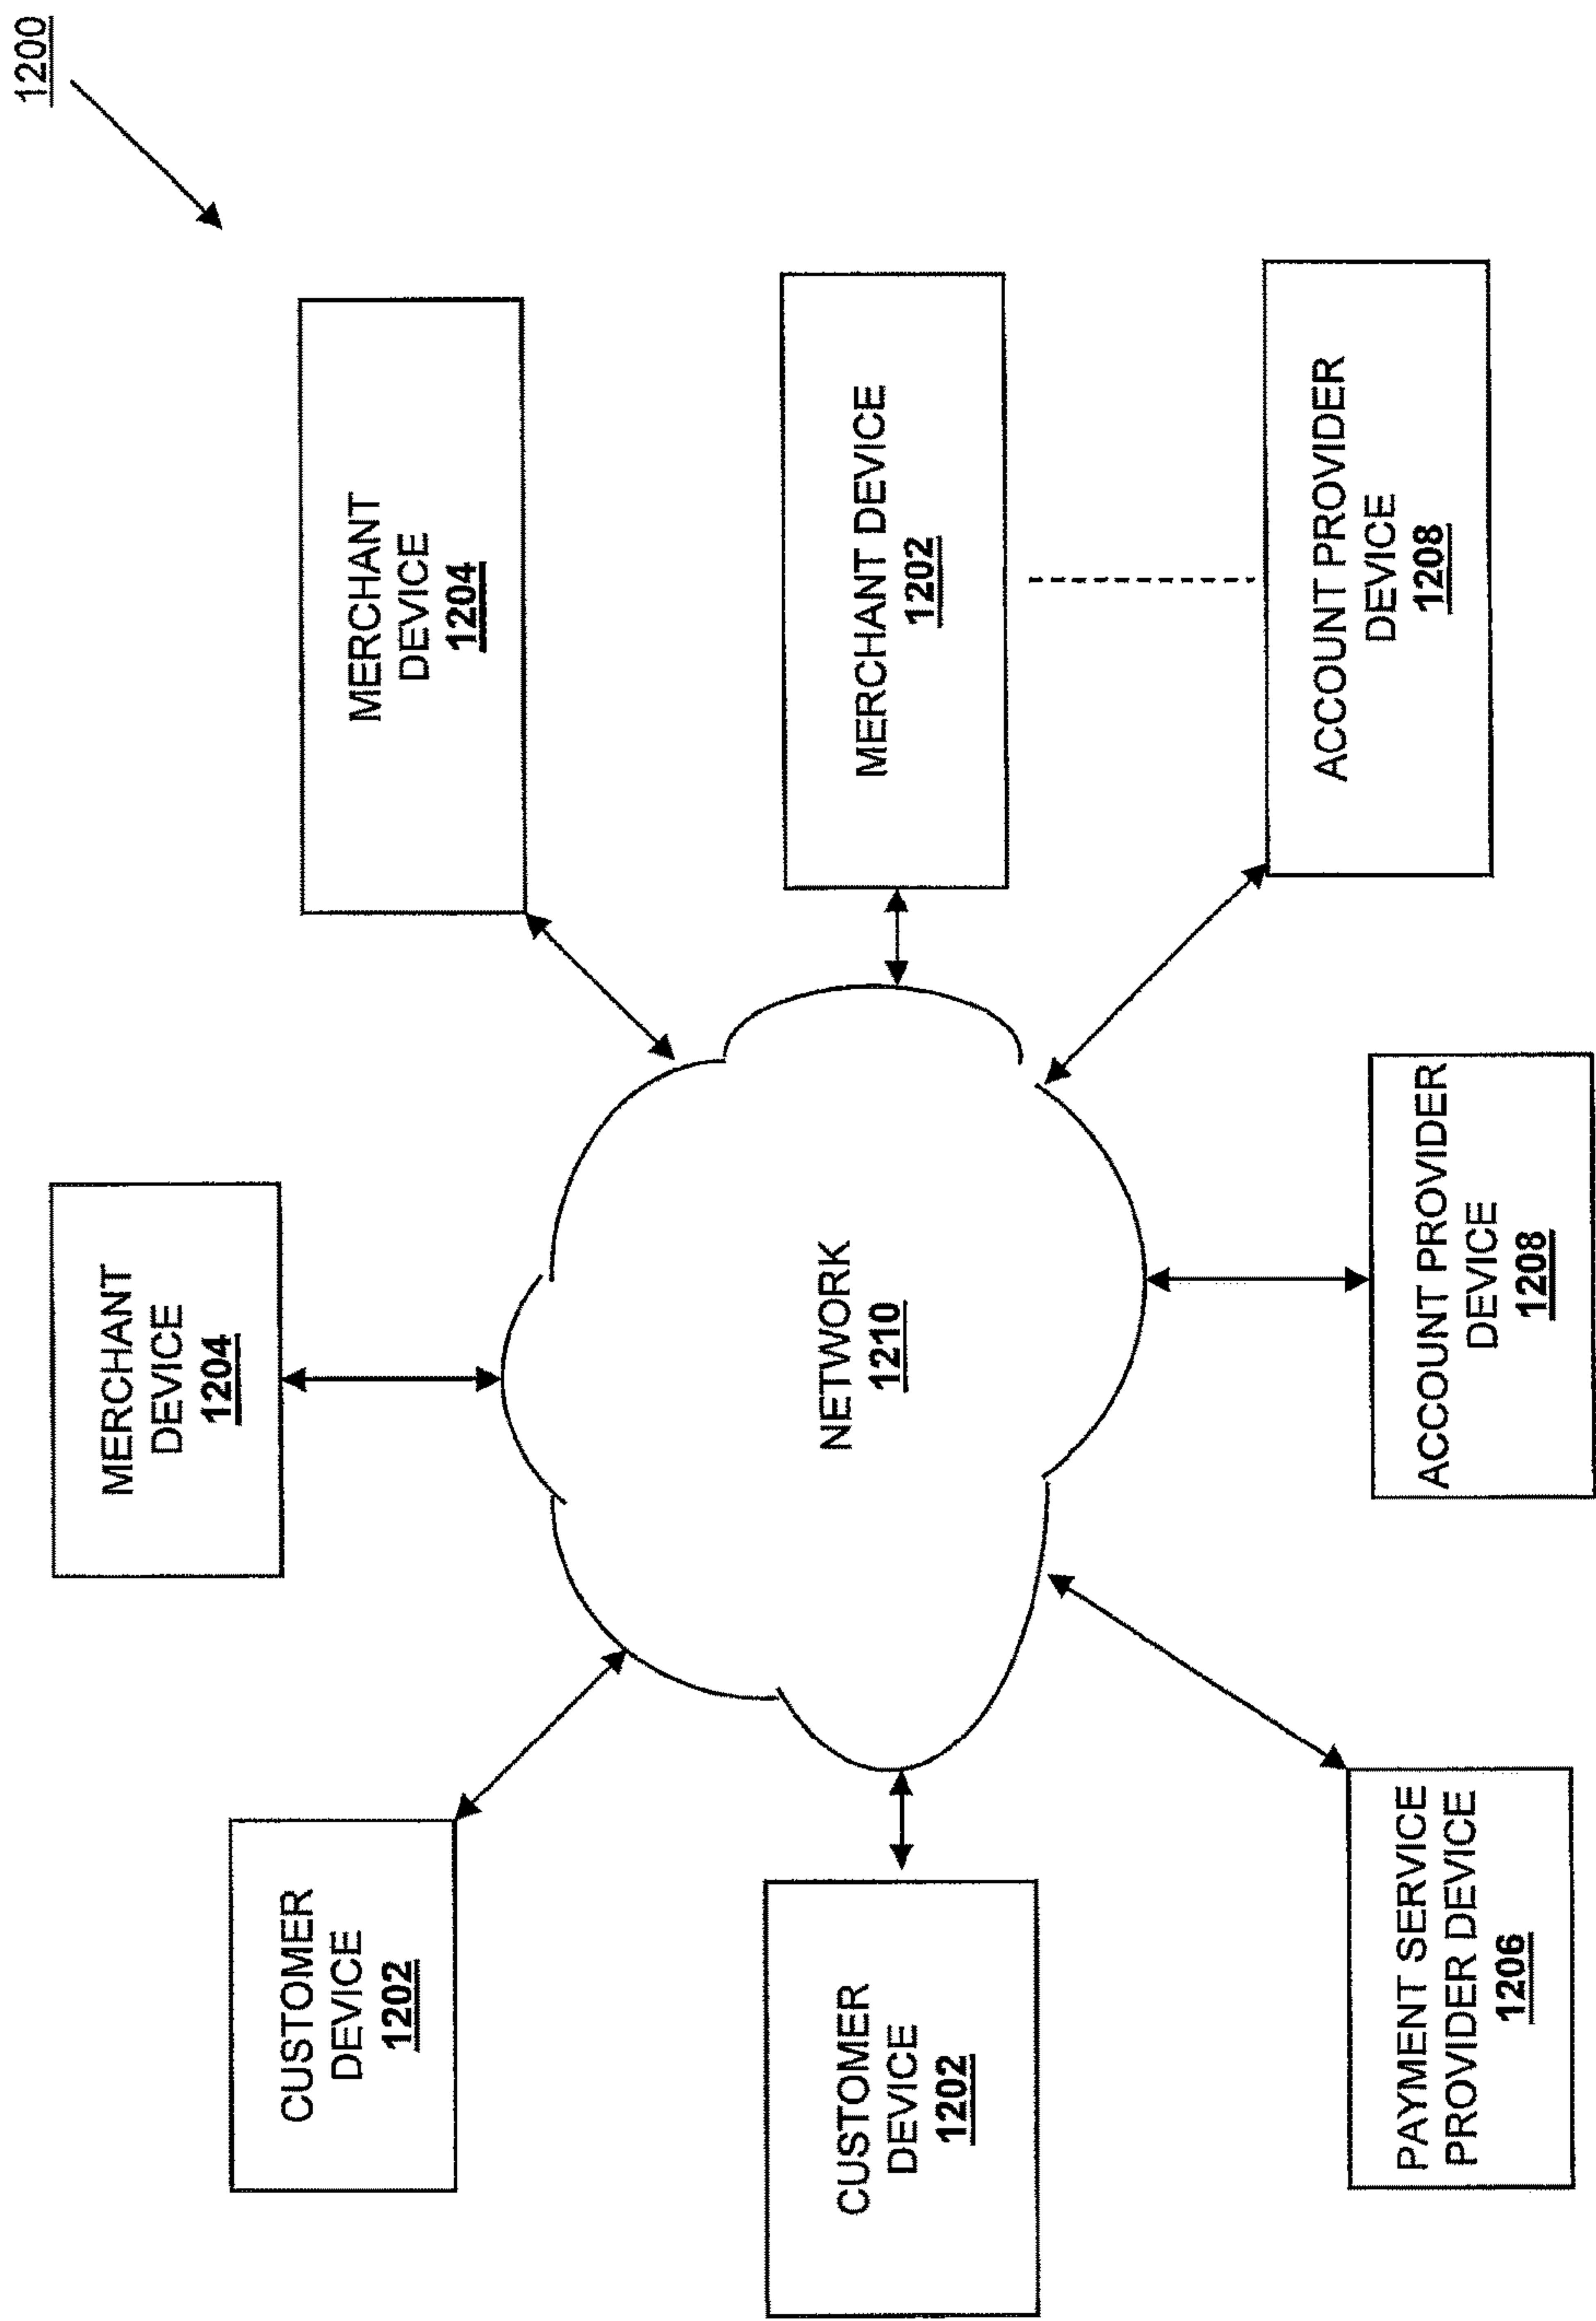 1200
MERCHANT
DEVICE
1204
MERCHANT
DEVICE
1204
CUSTOMER
DEVICE
1202
MERCHANT DEVICE
1202
NETWORK
1210
CUSTOMER
DEVICE
1202
ACCOUNT PROVIDER
DEVICE
1208
ACCOUNT PROVIDER
DEVICE
1208
PAYMENT SERVICE
PROVIDER DEVICE
1206